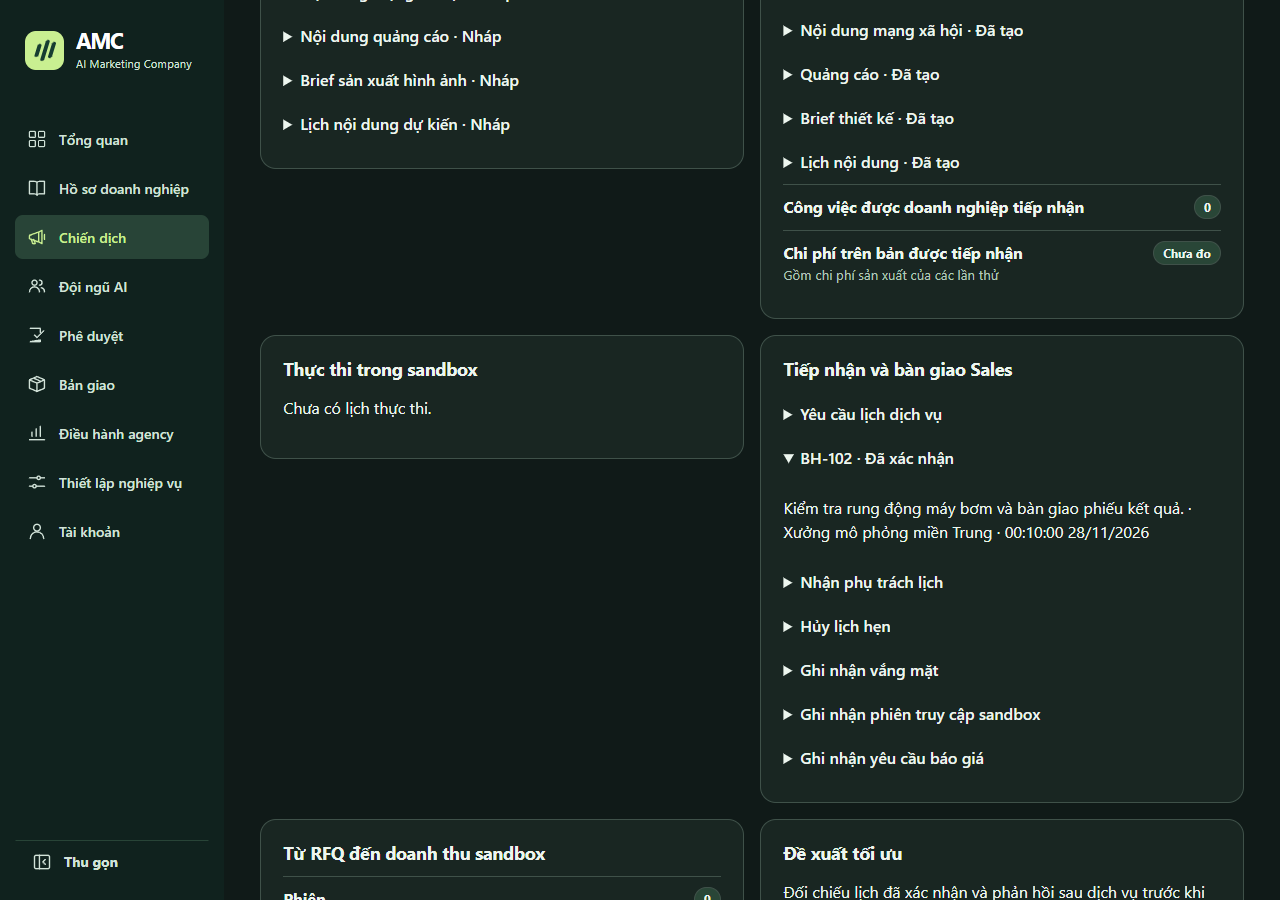 AMC
AI Marketing Company
Tổng quan
Hồ sơ doanh nghiệp
Chiến dịch
Đội ngũ AI
Phê duyệt
Bản giao
Điều hành agency
Thiết lập nghiệp vụ
Tài khoản
Thu gọn
Nội dung quảng cáo · Nháp
Brief sản xuất hình ảnh · Nháp
Lịch nội dung dự kiến · Nháp
Nội dung mạng xã hội · Đã tạo
Quảng cáo · Đã tạo
Brief thiết kế · Đã tạo
Lịch nội dung · Đã tạo
Công việc được doanh nghiệp tiếp nhận 0
Chi phí trên bản được tiếp nhận Chưa đo
Gồm chi phí sản xuất của các lần thử
Thực thi trong sandbox
Chưa có lịch thực thi.
Tiếp nhận và bàn giao Sales
Yêu cầu lịch dịch vụ
BH-102 · Đã xác nhận
Kiểm tra rung động máy bơm và bàn giao phiếu kết quả. ·
Xưởng mô phỏng miền Trung · 00:10:00 28/11/2026
Nhận phụ trách lịch
Hủy lịch hẹn
Ghi nhận vắng mặt
Ghi nhận phiên truy cập sandbox
Ghi nhận yêu cầu báo giá
Từ RFQ đến doanh thu sandbox
Phiên 0
Đề xuất tối ưu
Đối chiếu lịch đã xác nhận và phản hồi sau dịch vụ trước khi